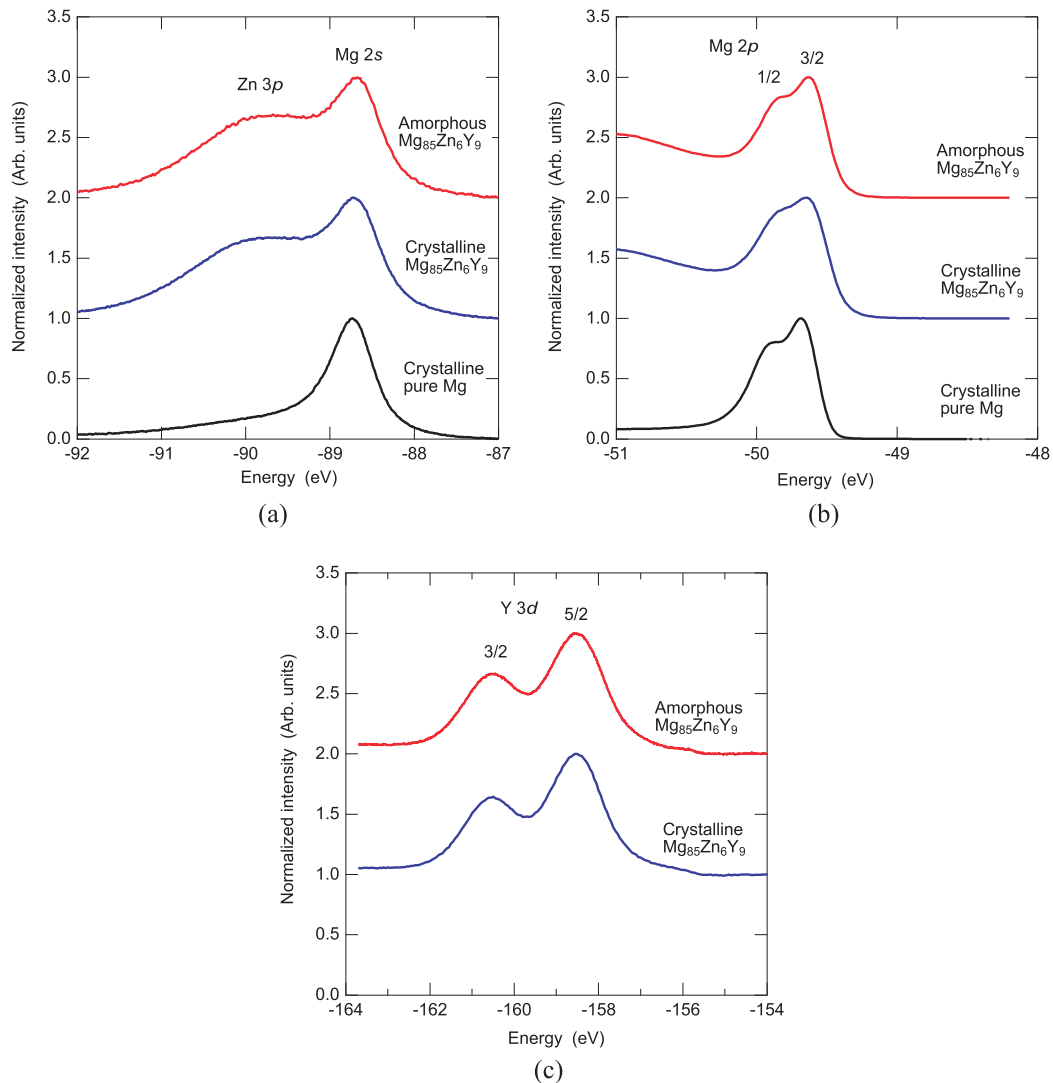 3.5
3.0
2.5
2.0
1.5
1.0
0.5
0.0
Normalized intensity (Arb. units)
Zn 3p
Mg 2s
Amorphous
Mg₈₅Zn₆Y₉
Crystalline
Mg₈₅Zn₆Y₉
Crystalline
pure Mg
-92 -91 -90 -89 -88 -87
Energy (eV)
(a)
3.5
3.0
2.5
2.0
1.5
1.0
0.5
0.0
Normalized intensity (Arb. units)
Mg 2p
3/2
1/2
Amorphous
Mg₈₅Zn₆Y₉
Crystalline
Mg₈₅Zn₆Y₉
Crystalline
pure Mg
-51 -50 -49 -48
Energy (eV)
(b)
3.5
3.0
2.5
2.0
1.5
1.0
0.5
0.0
Normalized intensity (Arb. units)
Y 3d
5/2
3/2
Amorphous
Mg₈₅Zn₆Y₉
Crystalline
Mg₈₅Zn₆Y₉
-164 -162 -160 -158 -156 -154
Energy (eV)
(c)